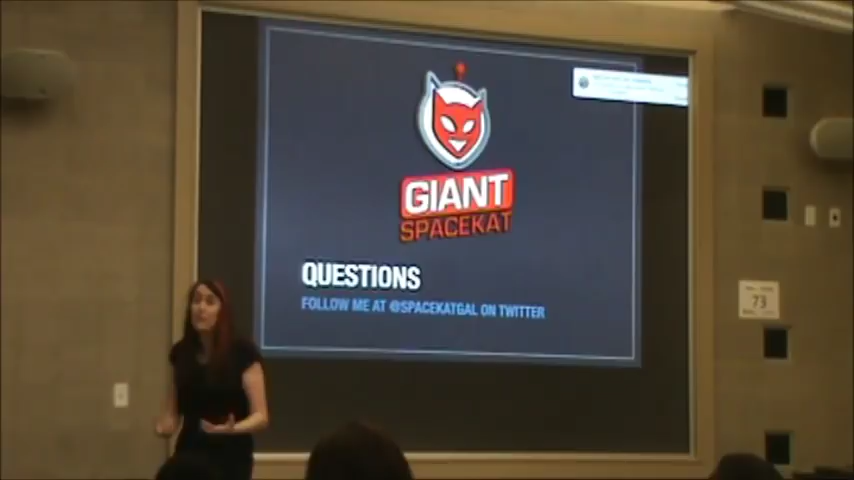 GIANT
SPACEKAT
QUESTIONS
FOLLOW ME AT @SPACEKATGAL ON TWITTER
73